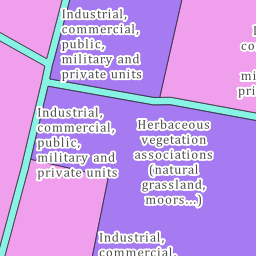 Industrial,
commercial,
public,
military and
private units
Industrial,
commercial,
public,
military and
private units
Herbaceous
vegetation
associations
(natural
grassland,
moors...)
Industrial,
commercial,